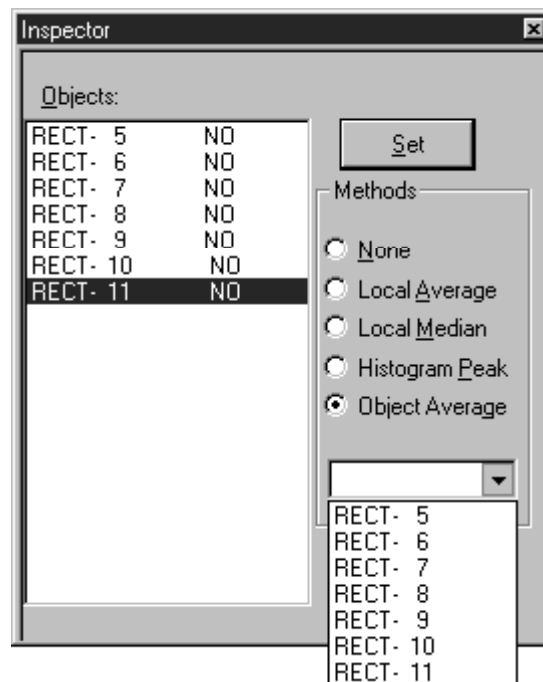 Inspector
Objects:
RECT- 5 NO
RECT- 6 NO
RECT- 7 NO
RECT- 8 NO
RECT- 9 NO
RECT- 10 NO
RECT- 11 NO
Set
Methods
None
Local Average
Local Median
Histogram Peak
Object Average
RECT- 5
RECT- 6
RECT- 7
RECT- 8
RECT- 9
RECT- 10
RECT- 11